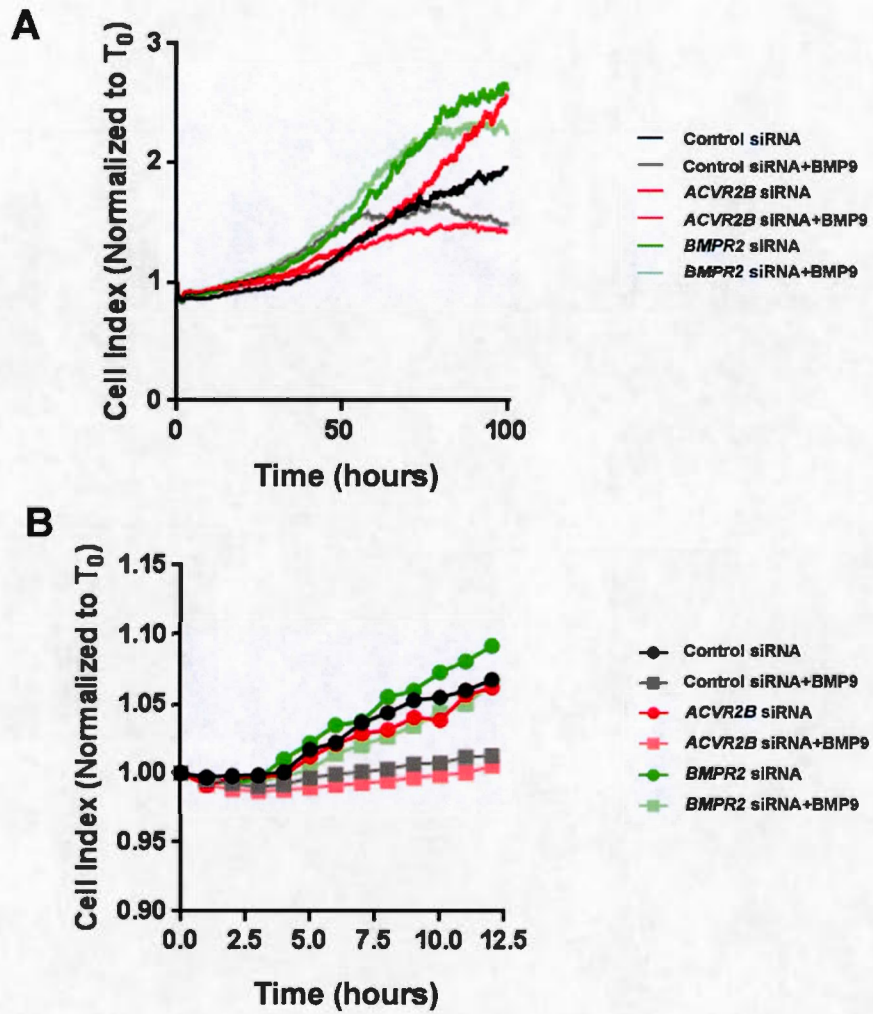 A
Cell Index (Normalized to T0)
3
2
1
0
0
50
100
Time (hours)
Control siRNA
Control siRNA+BMP9
ACVR2B siRNA
ACVR2B siRNA+BMP9
BMPR2 siRNA
BMPR2 siRNA+BMP9
B
Cell Index (Normalized to T0)
1.15
1.10
1.05
1.00
0.95
0.90
0.0
2.5
5.0
7.5
10.0
12.5
Time (hours)
Control siRNA
Control siRNA+BMP9
ACVR2B siRNA
ACVR2B siRNA+BMP9
BMPR2 siRNA
BMPR2 siRNA+BMP9